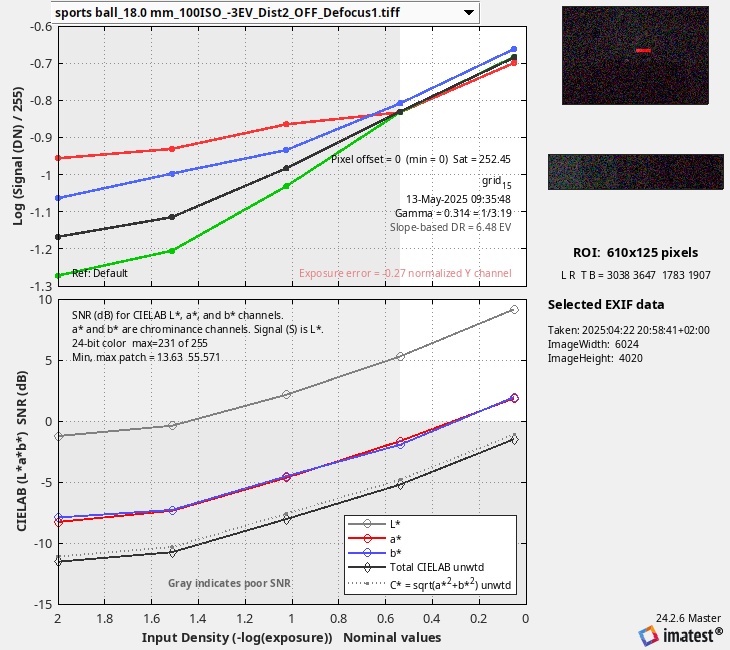 sports ball_18.0 mm_100ISO_-3EV_Dist2_OFF_Defocus1.tiff
-0.6
-0.7
-0.8
-0.9
-1
-1.1
-1.2
-1.3
Log (Signal (DN) / 255)
Pixel offset = 0 (min = 0) Sat = 252.45
grid15
13-May-2025 09:35:48
Gamma = 0.314 = 1/3.19
Slope-based DR = 6.48 EV
Ref: Default
Exposure error = -0.27 normalized Y channel
ROI: 610x125 pixels
L R T B = 3038 3647 1783 1907
Selected EXIF data
Taken: 2025:04:22 20:58:41+02:00
ImageWidth: 6024
ImageHeight: 4020
10
5
0
-5
-10
-15
CIELAB (L*a*b*) SNR (dB)
SNR (dB) for CIELAB L*, a*, and b* channels.
a* and b* are chrominance channels. Signal (S) is L*.
24-bit color max=231 of 255
Min, max patch = 13.63 55.571
L*
a*
b*
Total CIELAB unwtd
C* = sqrt(a*2+b*2) unwtd
Gray indicates poor SNR
2 1.8 1.6 1.4 1.2 1 0.8 0.6 0.4 0.2 0
Input Density (-log(exposure)) Nominal values
24.2.6 Master
imatest®